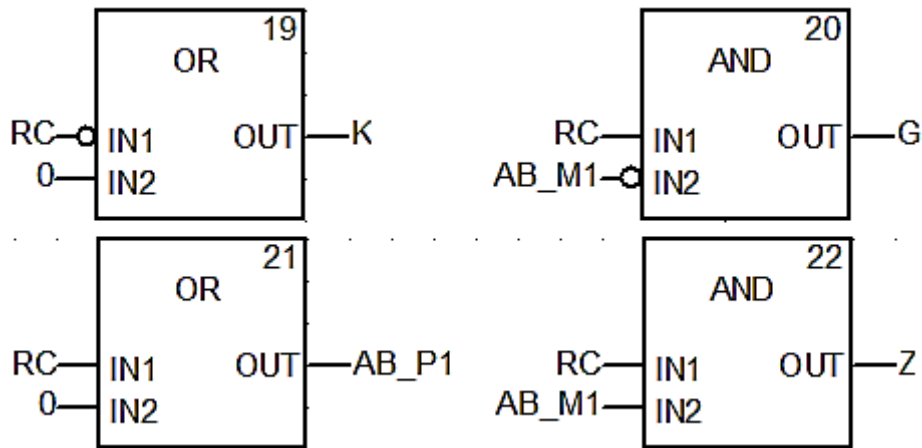 19
OR
RC IN1 OUT K
0 IN2
20
AND
RC IN1 OUT G
AB_M1 IN2
21
OR
RC IN1 OUT AB_P1
0 IN2
22
AND
RC IN1 OUT Z
AB_M1 IN2